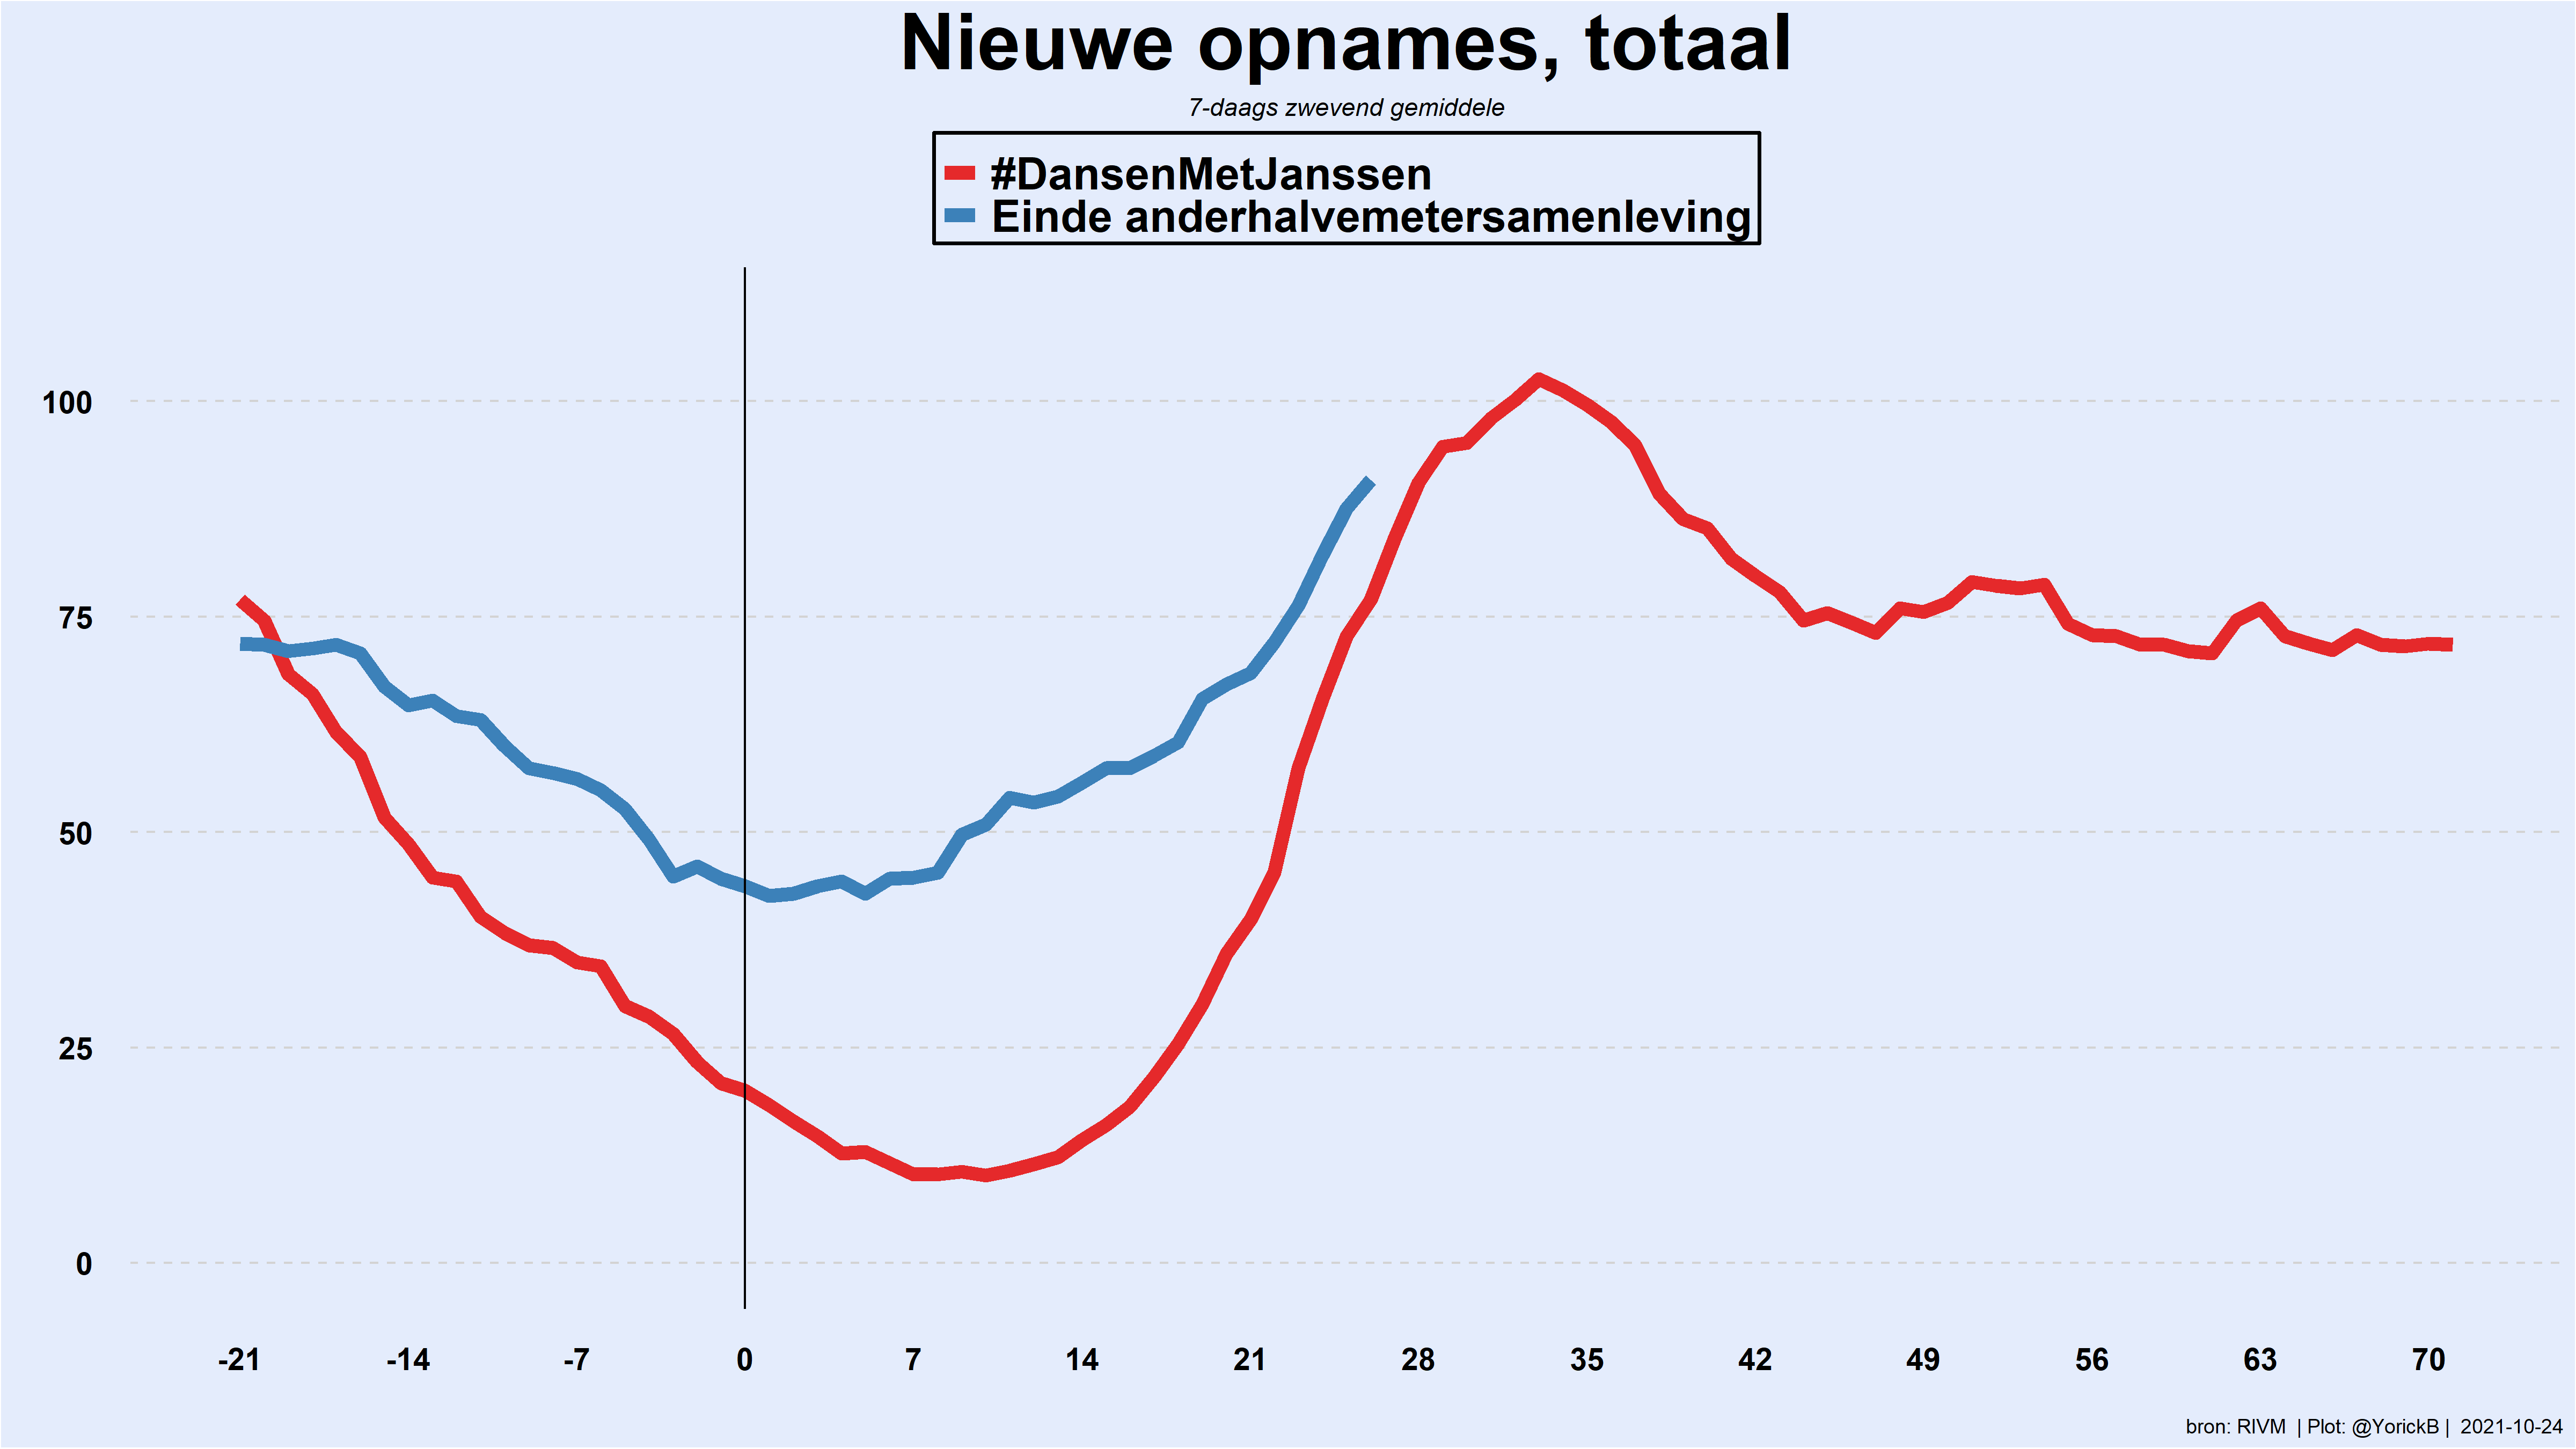 Nieuwe opnames, totaal
7-daags zwevend gemiddele
#DansenMetJanssen
Einde anderhalvemetersamenleving
100
75
50
25
0
-21 -14 -7 0 7 14 21 28 35 42 49 56 63 70
bron: RIVM | Plot: @YorickB | 2021-10-24